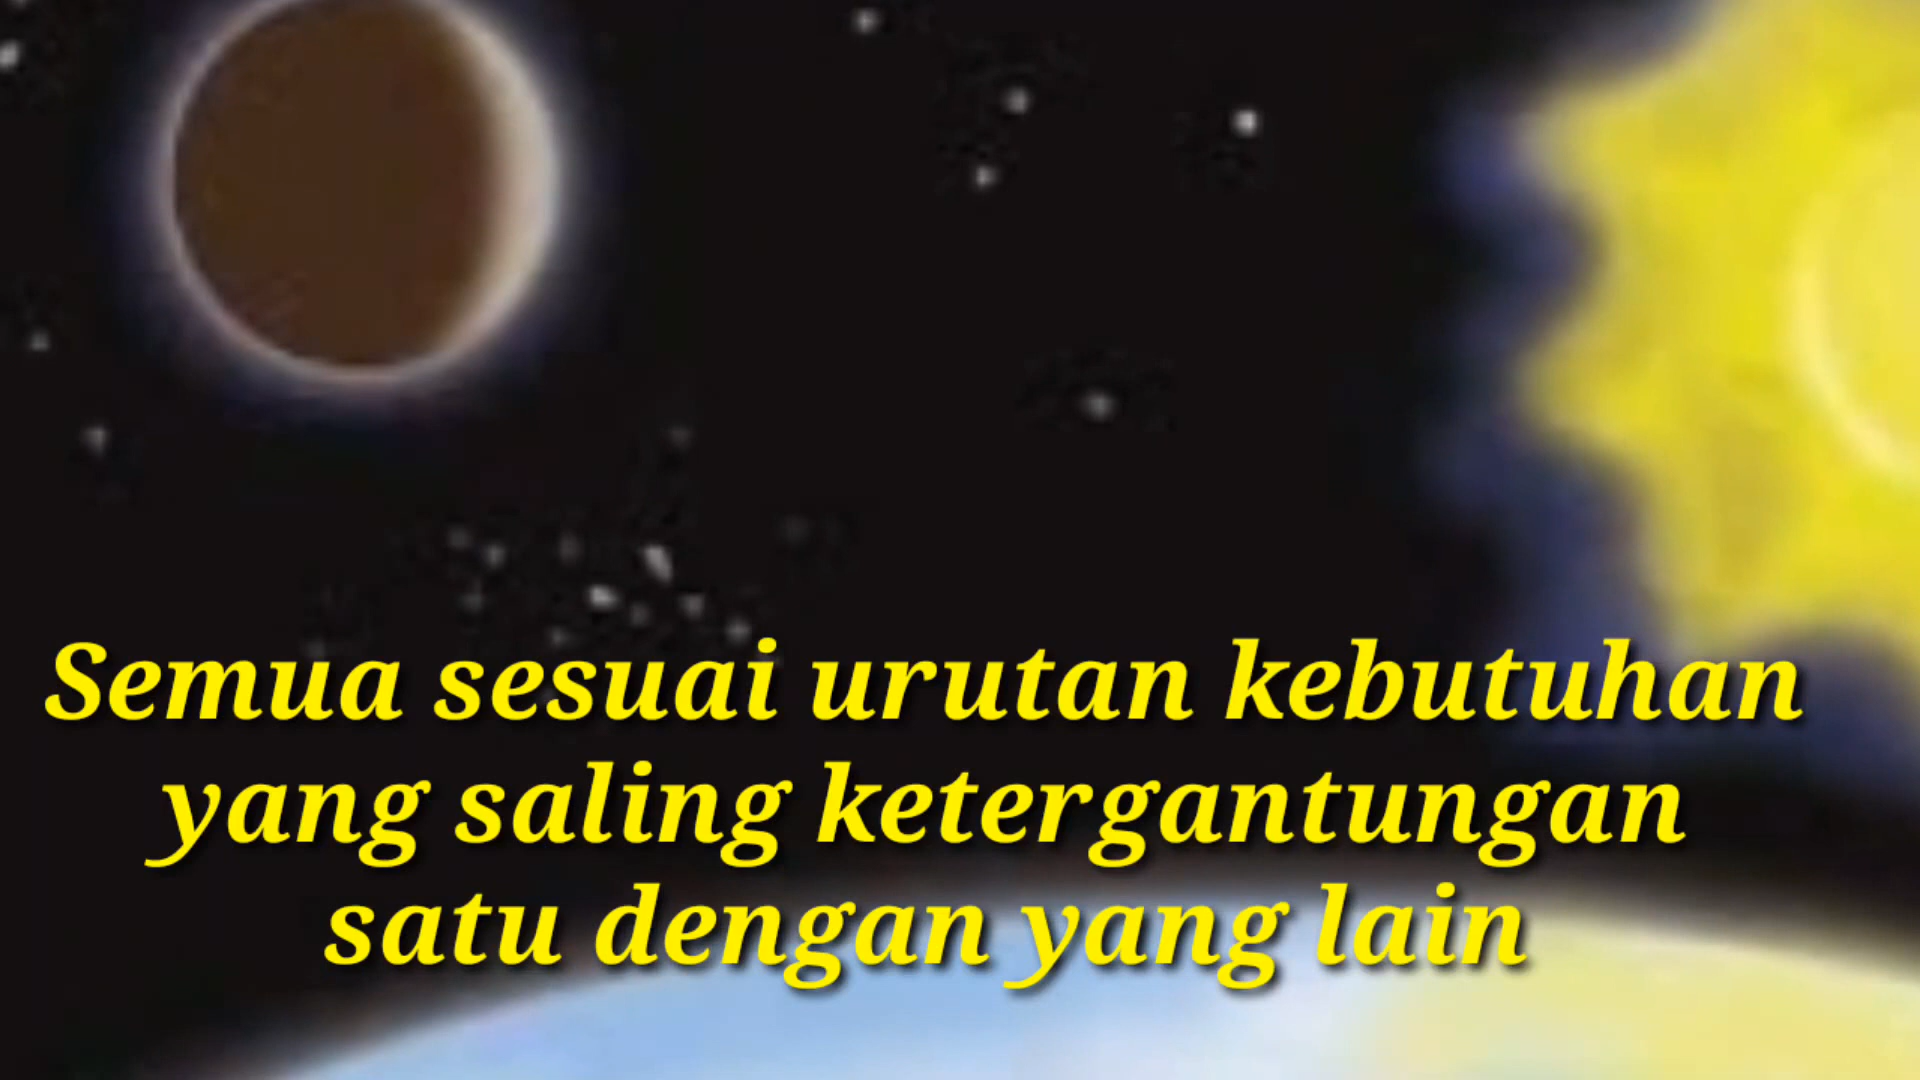 Semua sesuai urutan kebutuhan
yang saling ketergantungan
satu dengan yang lain